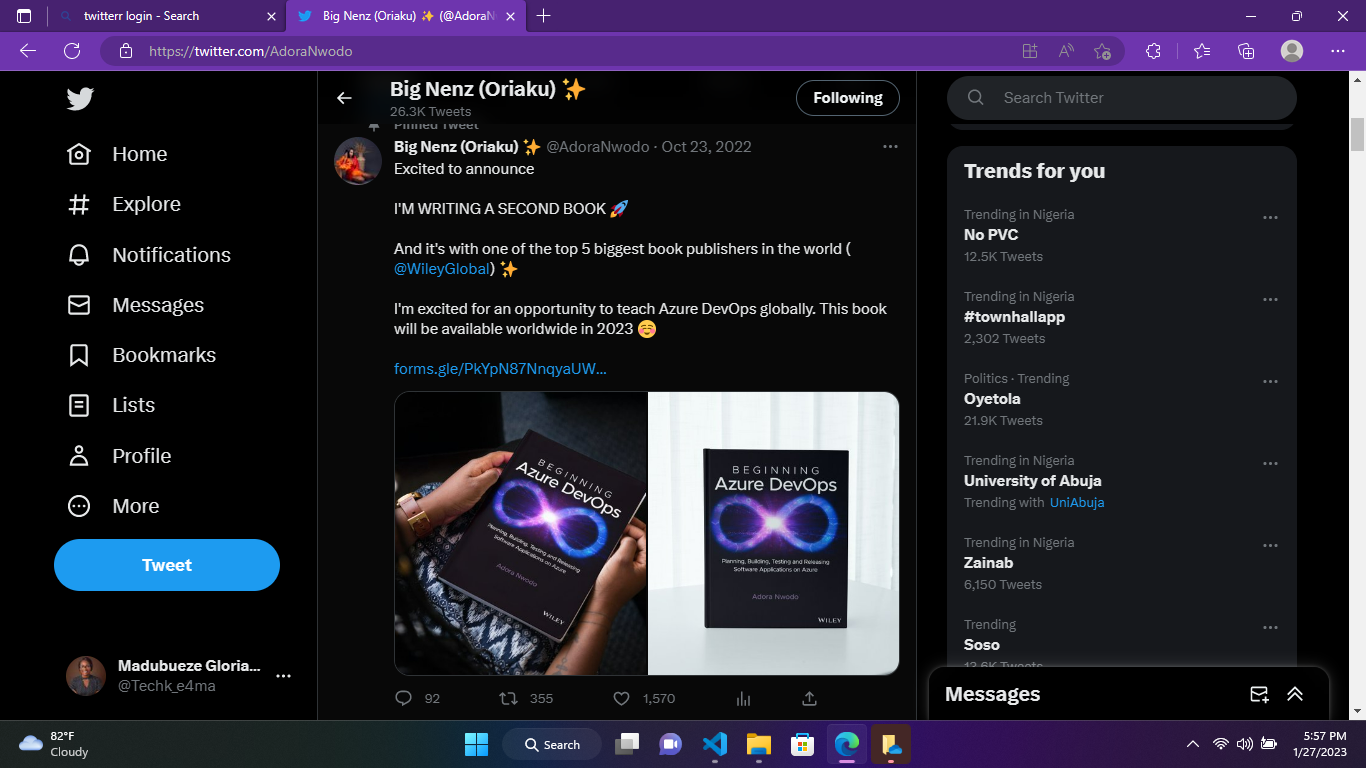 twitterr login - Search
Big Nenz (Oriaku) ✨ (@AdoraN
https://twitter.com/AdoraNwodo
Home
Explore
Notifications
Messages
Bookmarks
Lists
Profile
More
Tweet
Madubueze Gloria...
@Techk_e4ma
Big Nenz (Oriaku) ✨
26.3K Tweets
Following
Pinned Tweet
Big Nenz (Oriaku) ✨ @AdoraNwodo · Oct 23, 2022
Excited to announce
I'M WRITING A SECOND BOOK 🚀
And it's with one of the top 5 biggest book publishers in the world (
@WileyGlobal) ✨
I'm excited for an opportunity to teach Azure DevOps globally. This book
will be available worldwide in 2023 ☺️
forms.gle/PkYpN87NnqyaUW...
BEGINNING
Azure DevOps
Planning, Building, Testing and Releasing
Software Applications on Azure
Adora Nwodo
WILEY
BEGINNING
Azure DevOps
Planning, Building, Testing and Releasing
Software Applications on Azure
Adora Nwodo
WILEY
92
355
1,570
Search Twitter
Trends for you
Trending in Nigeria
No PVC
12.5K Tweets
Trending in Nigeria
#townhallapp
2,302 Tweets
Politics · Trending
Oyetola
21.9K Tweets
Trending in Nigeria
University of Abuja
Trending with UniAbuja
Trending in Nigeria
Zainab
6,150 Tweets
Trending
Soso
13.6K Tweets
Messages
82°F
Cloudy
Search
5:57 PM
1/27/2023